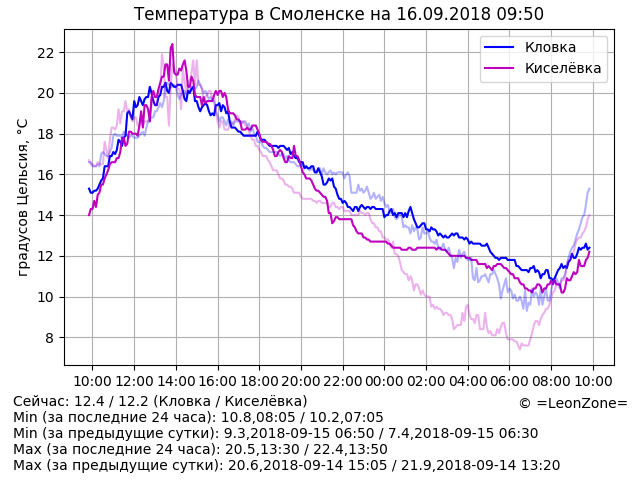 Температура в Смоленске на 16.09.2018 09:50
Кловка
Киселёвка
градусов Цельсия, °C
22
20
18
16
14
12
10
8
10:00 12:00 14:00 16:00 18:00 20:00 22:00 00:00 02:00 04:00 06:00 08:00 10:00
Сейчас: 12.4 / 12.2 (Кловка / Киселёвка)
© =LeonZone=
Min (за последние 24 часа): 10.8,08:05 / 10.2,07:05
Min (за предыдущие сутки): 9.3,2018-09-15 06:50 / 7.4,2018-09-15 06:30
Max (за последние 24 часа): 20.5,13:30 / 22.4,13:50
Max (за предыдущие сутки): 20.6,2018-09-14 15:05 / 21.9,2018-09-14 13:20